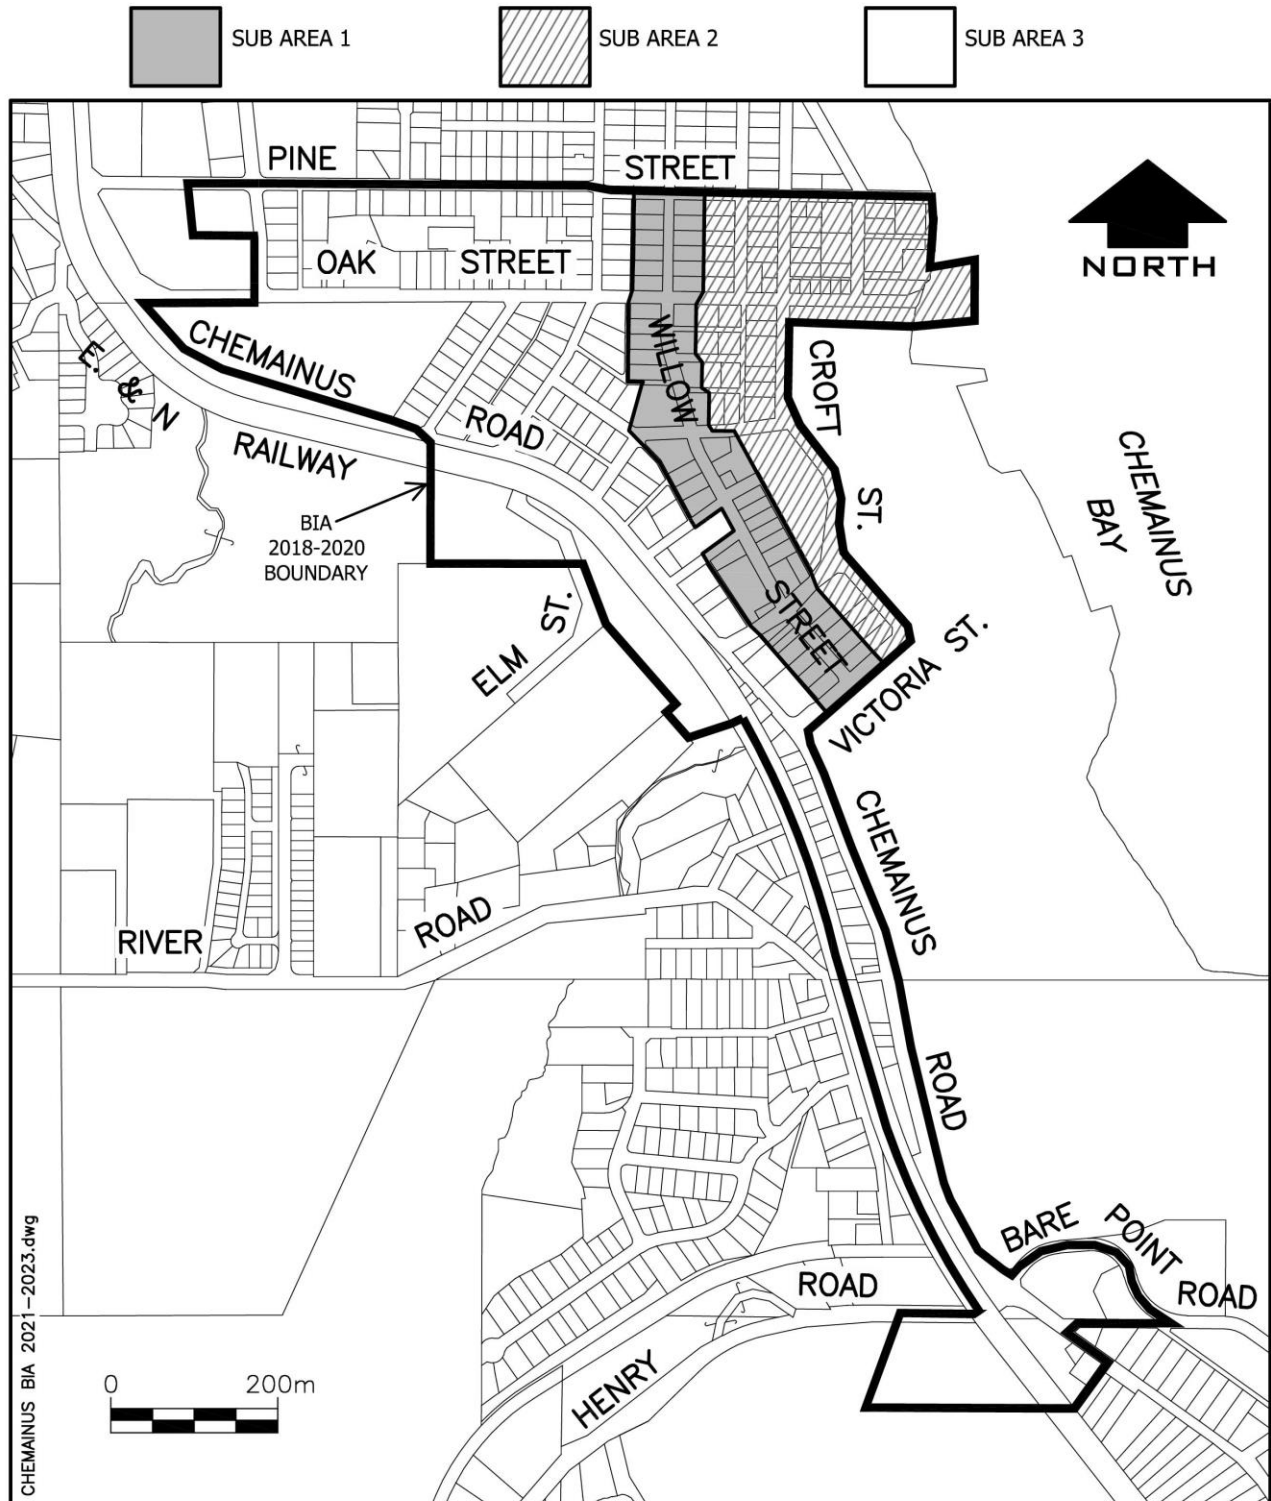 SUB AREA 1
SUB AREA 2
SUB AREA 3
PINE STREET
OAK STREET
NORTH
CHEMAINUS ROAD
E. & N RAILWAY
WILLOW STREET
CROFT ST.
CHEMAINUS
BAY
BIA
2018-2020
BOUNDARY
ELM ST.
VICTORIA ST.
CHEMAINUS ROAD
RIVER ROAD
BARE POINT ROAD
HENRY ROAD
0 200m
CHEMAINUS BIA 2021-2023.dwg